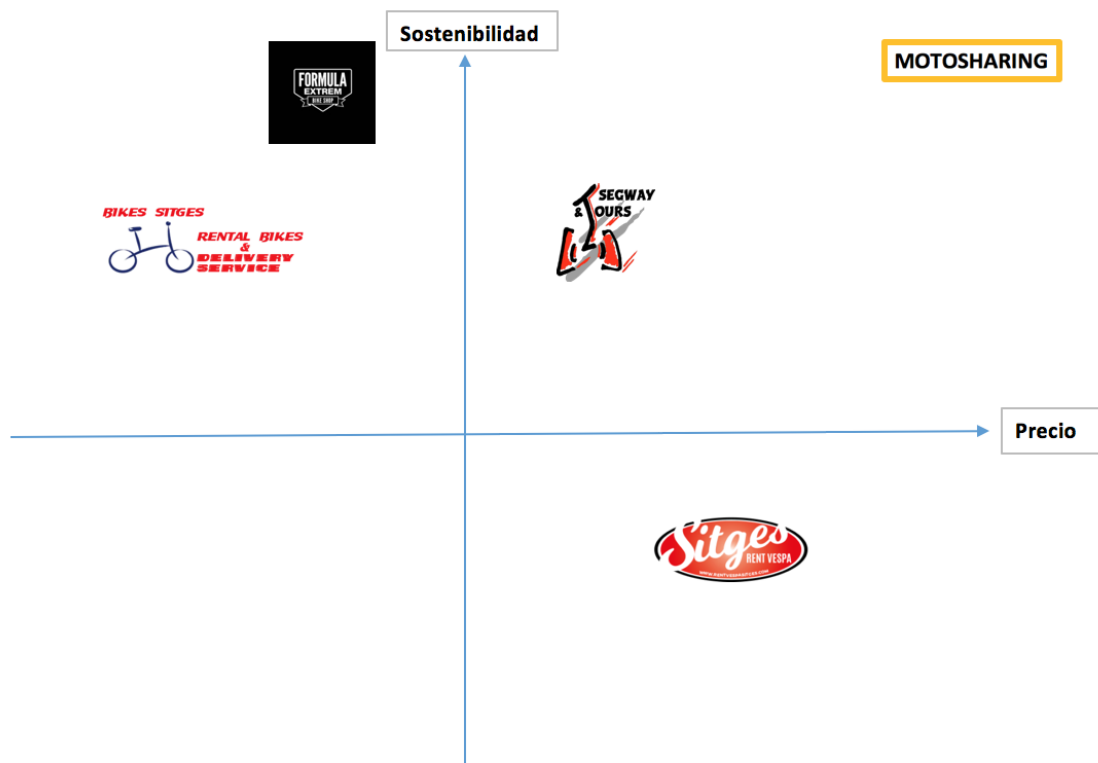 Sostenibilidad
MOTOSHARING
FORMULA
EXTREM
BIKE SHOP
SEGWAY
& TOURS
BIKES SITGES
RENTAL BIKES
&
DELIVERY
SERVICE
Precio
Sitges
RENT VESPA